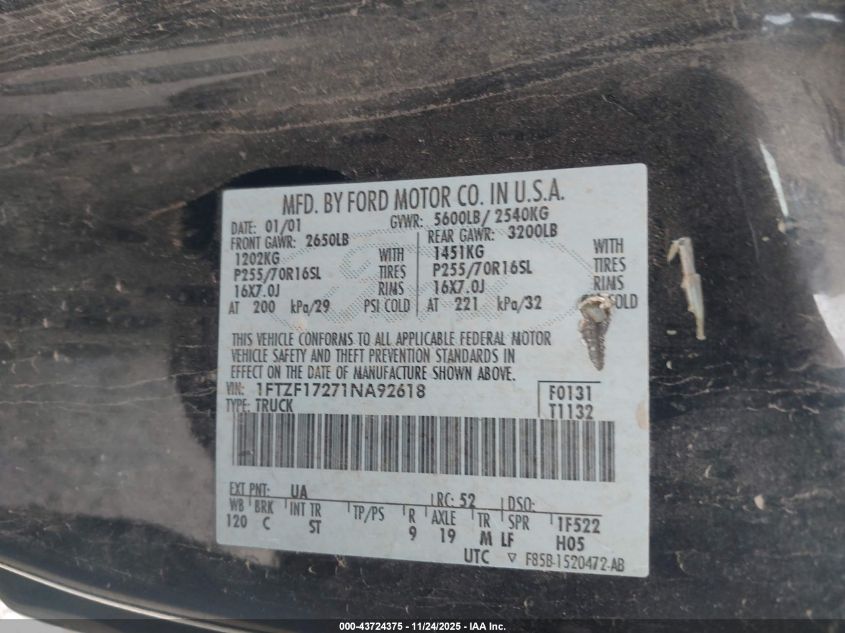 MFD. BY FORD MOTOR CO. IN U.S.A.
DATE: 01/01 GVWR: 5600LB/ 2540KG
FRONT GAWR: 2650LB REAR GAWR: 3200LB
1202KG WITH 1451KG WITH
P255/70R16SL TIRES P255/70R16SL TIRES
16X7.0J RIMS 16X7.0J RIMS
AT 200 kPa/29 PSI COLD AT 221 kPa/32 COLD
THIS VEHICLE CONFORMS TO ALL APPLICABLE FEDERAL MOTOR
VEHICLE SAFETY AND THEFT PREVENTION STANDARDS IN
EFFECT ON THE DATE OF MANUFACTURE SHOWN ABOVE.
VIN: 1FTZF17271NA92618 F0131
TYPE: TRUCK T1132
EXT PNT: UA RC: 52 DSO:
WB BRK INT TR TP/PS R AXLE TR SPR 1F522
120 C ST 9 19 M LF H05
UTC ▽ F85B-1520472-AB
000-43724375 - 11/24/2025 - IAA Inc.